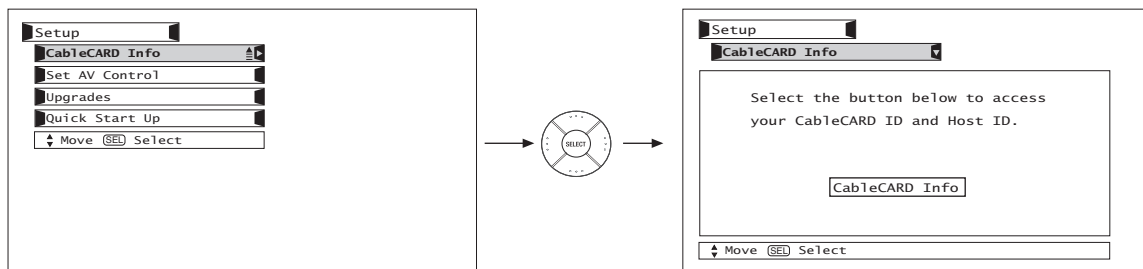 Setup
CableCARD Info
Set AV Control
Upgrades
Quick Start Up
Move SEL Select
SELECT
Setup
CableCARD Info
Select the button below to access
your CableCARD ID and Host ID.
CableCARD Info
Move SEL Select